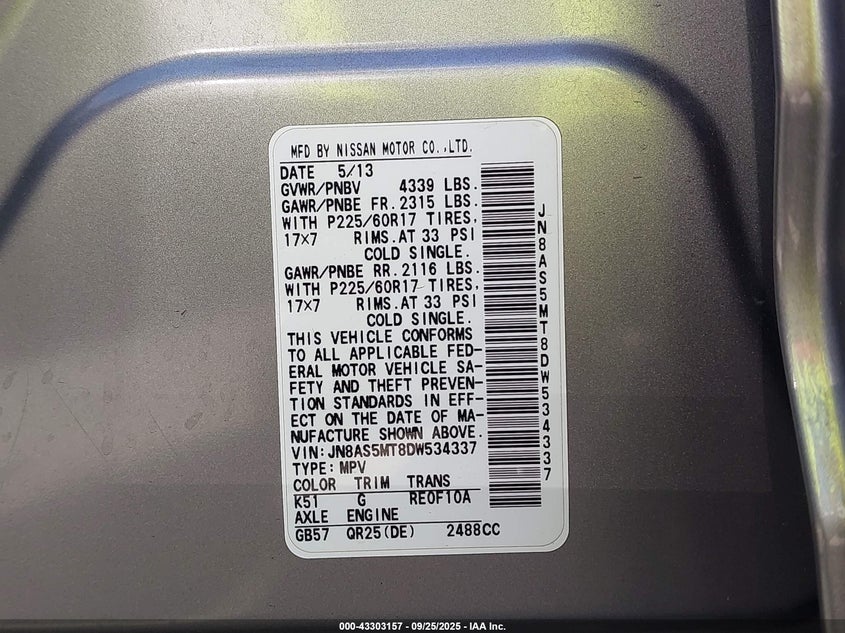 MFD BY NISSAN MOTOR CO.,LTD.
DATE 5/13
GVWR/PNBV 4339 LBS.
GAWR/PNBE FR. 2315 LBS.
WITH P225/60R17 TIRES,
17×7 RIMS. AT 33 PSI
COLD SINGLE.
GAWR/PNBE RR. 2116 LBS.
WITH P225/60R17 TIRES,
17×7 RIMS. AT 33 PSI
COLD SINGLE.
THIS VEHICLE CONFORMS
TO ALL APPLICABLE FED-
ERAL MOTOR VEHICLE SA-
FETY AND THEFT PREVEN-
TION STANDARDS IN EFF-
ECT ON THE DATE OF MA-
NUFACTURE SHOWN ABOVE.
VIN:JN8AS5MT8DW534337
TYPE: MPV
COLOR TRIM TRANS
K51 G RE0F10A
AXLE ENGINE
GB57 QR25(DE) 2488CC
JN8AS5MT8DW534337
000-43303157 - 09/25/2025 - IAA Inc.